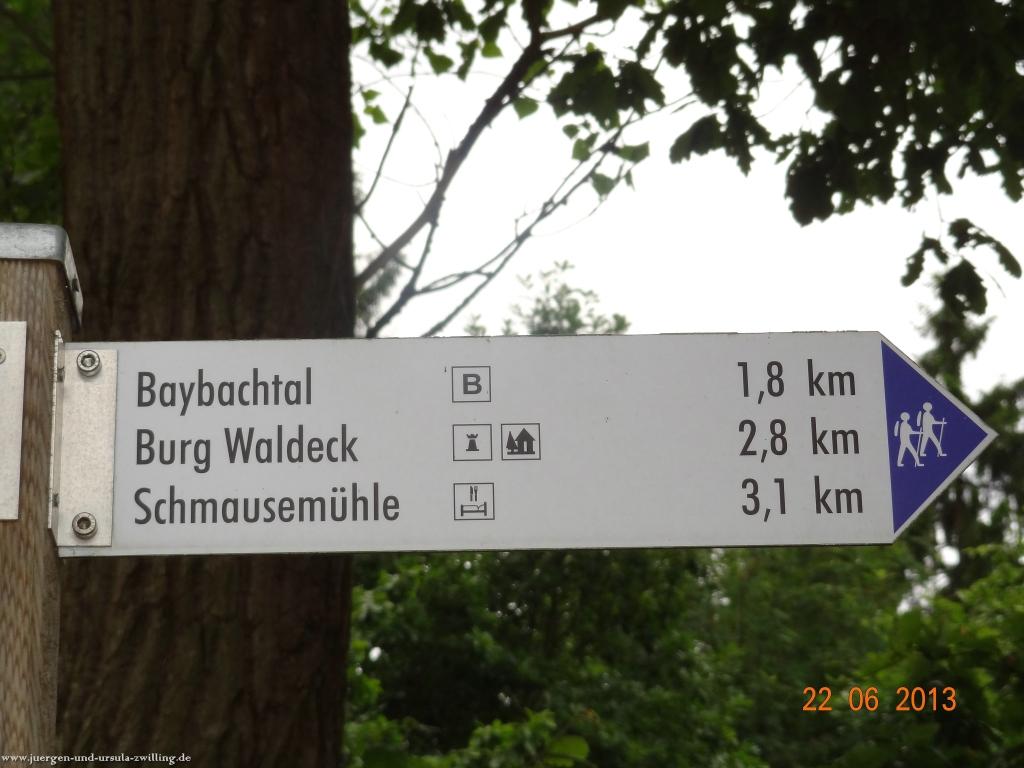 Baybachtal B 1,8 km
Burg Waldeck 2,8 km
Schmausemühle 3,1 km
22 06 2013
www.juergen-und-ursula-zwilling.de